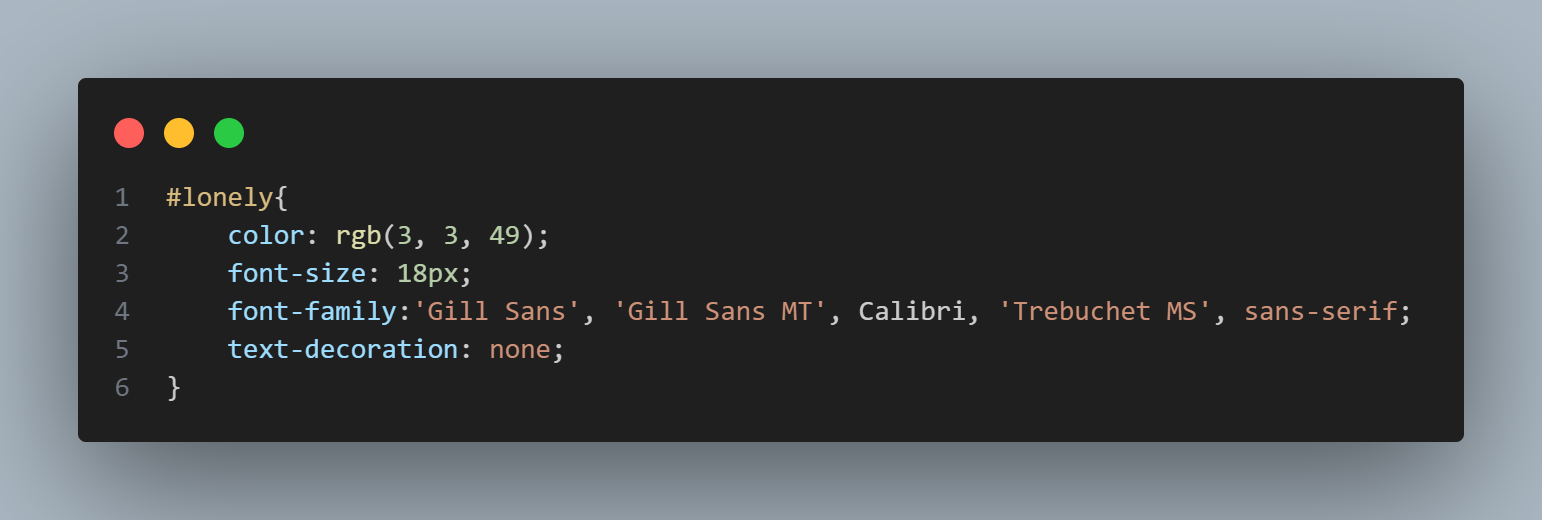 1 #lonely{
2     color: rgb(3, 3, 49);
3     font-size: 18px;
4     font-family:'Gill Sans', 'Gill Sans MT', Calibri, 'Trebuchet MS', sans-serif;
5     text-decoration: none;
6 }